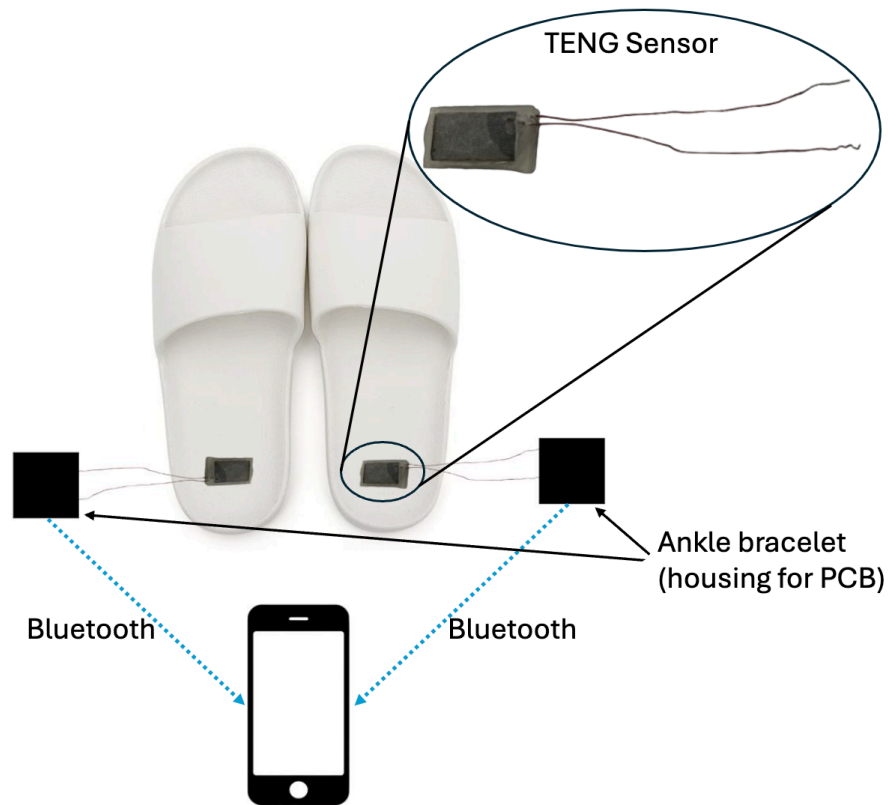 TENG Sensor
Ankle bracelet
(housing for PCB)
Bluetooth
Bluetooth